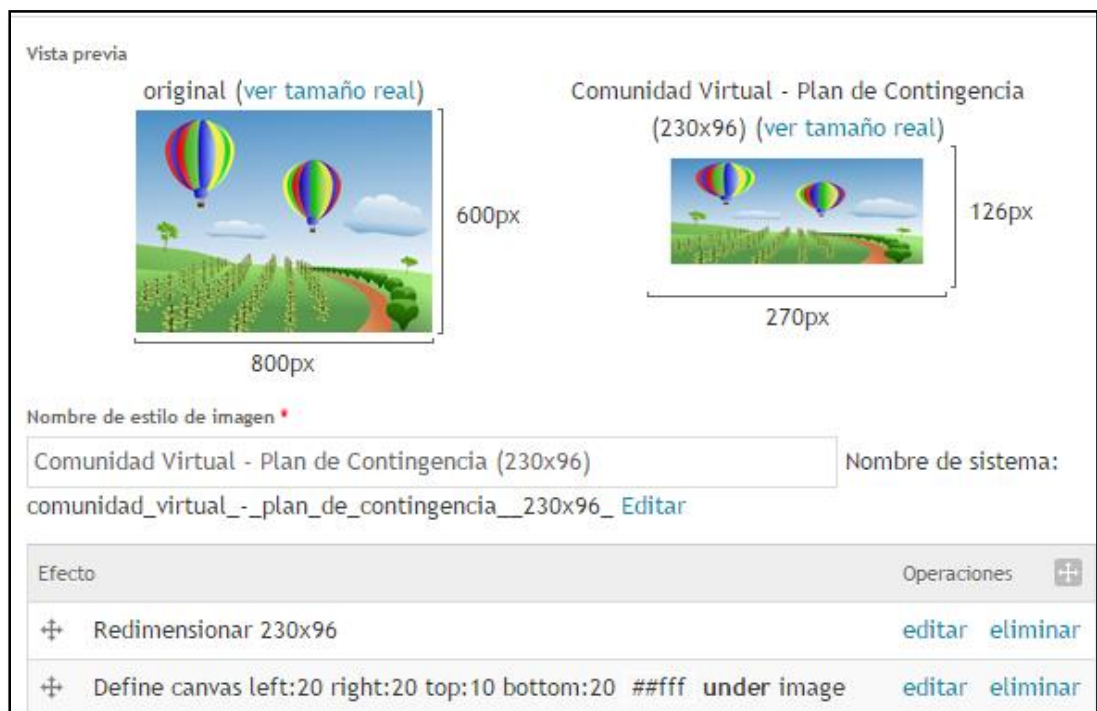 Vista previa
original (ver tamaño real)
600px
800px
Comunidad Virtual - Plan de Contingencia
(230x96) (ver tamaño real)
126px
270px
Nombre de estilo de imagen *
Comunidad Virtual - Plan de Contingencia (230x96)
Nombre de sistema:
comunidad_virtual_-_plan_de_contingencia__230x96_ Editar
Efecto Operaciones
Redimensionar 230x96 editar eliminar
Define canvas left:20 right:20 top:10 bottom:20 ##fff under image editar eliminar